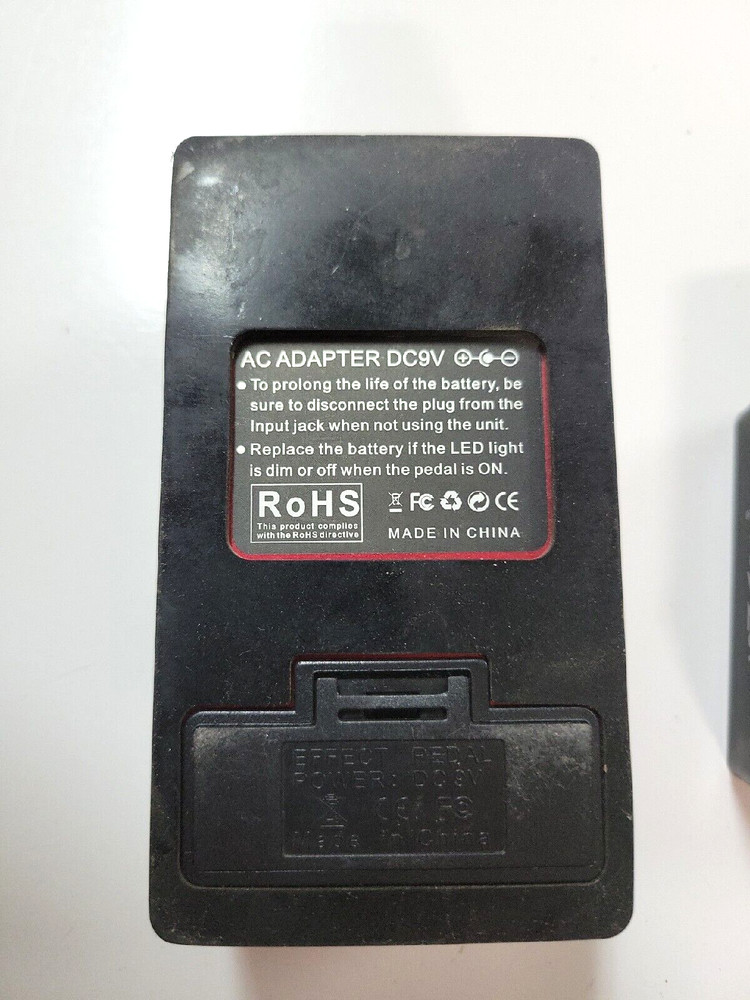 AC ADAPTER DC9V
• To prolong the life of the battery, be
sure to disconnect the plug from the
Input jack when not using the unit.
• Replace the battery if the LED light
is dim or off when the pedal is ON.
RoHS
This product complies
with the RoHS directive
FC CE
MADE IN CHINA
EFFECT PEDAL
POWER: DC9V
CE FC
Made in China